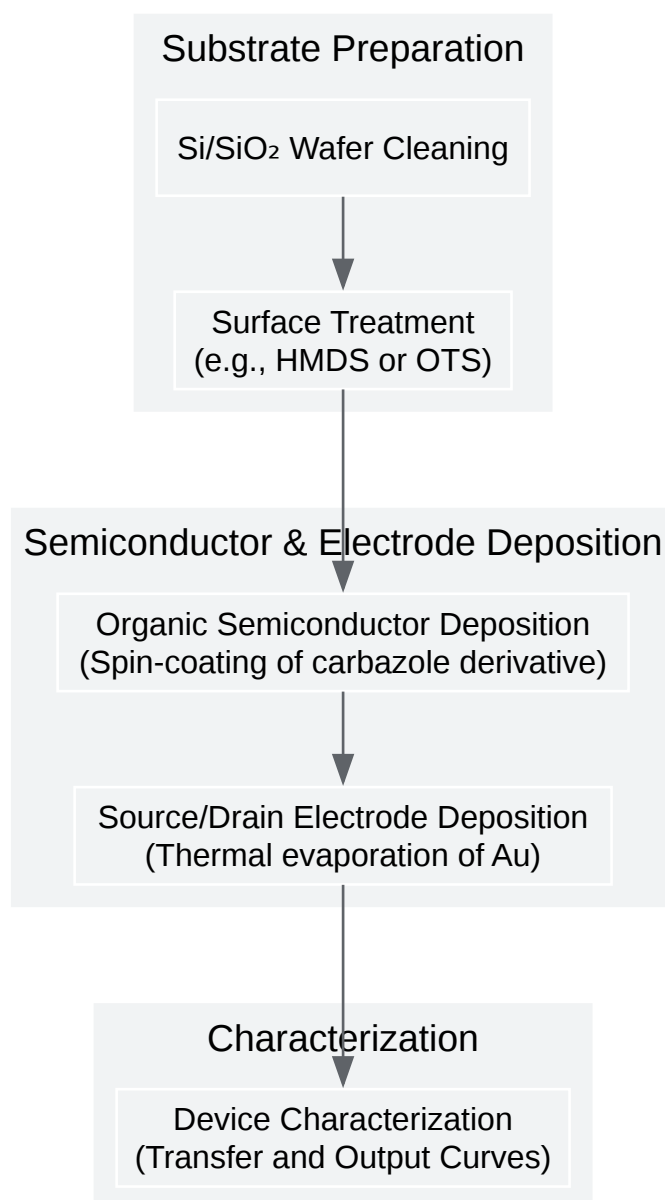 Substrate Preparation
Si/SiO₂ Wafer Cleaning
Surface Treatment
(e.g., HMDS or OTS)
Semiconductor & Electrode Deposition
Organic Semiconductor Deposition
(Spin-coating of carbazole derivative)
Source/Drain Electrode Deposition
(Thermal evaporation of Au)
Characterization
Device Characterization
(Transfer and Output Curves)